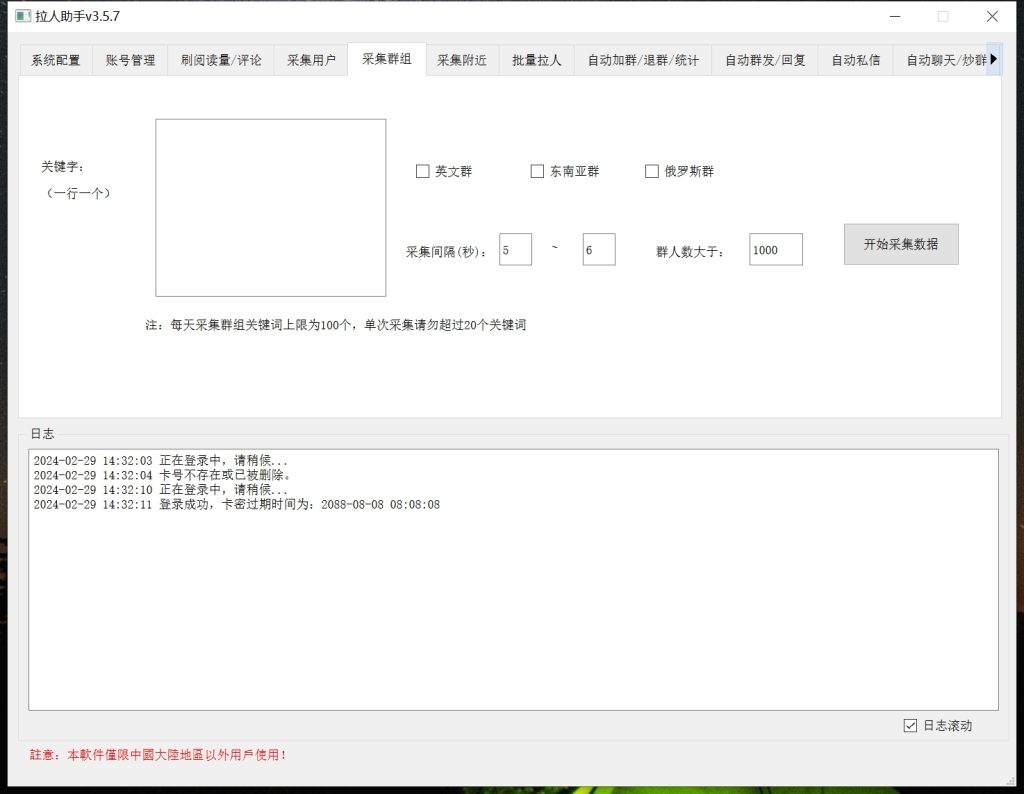 拉人助手v3.5.7
系统配置 账号管理 刷阅读量/评论 采集用户 采集群组 采集附近 批量拉人 自动加群/退群/统计 自动群发/回复 自动私信 自动聊天/炒群
关键字：
（一行一个）
英文群 东南亚群 俄罗斯群
采集间隔(秒)： 5 ~ 6 群人数大于： 1000 开始采集数据
注：每天采集群组关键词上限为100个，单次采集请勿超过20个关键词
日志
2024-02-29 14:32:03 正在登录中，请稍候...
2024-02-29 14:32:04 卡号不存在或已被删除。
2024-02-29 14:32:10 正在登录中，请稍候...
2024-02-29 14:32:11 登录成功，卡密过期时间为：2088-08-08 08:08:08
日志滚动
註意：本軟件僅限中國大陸地區以外用戶使用！